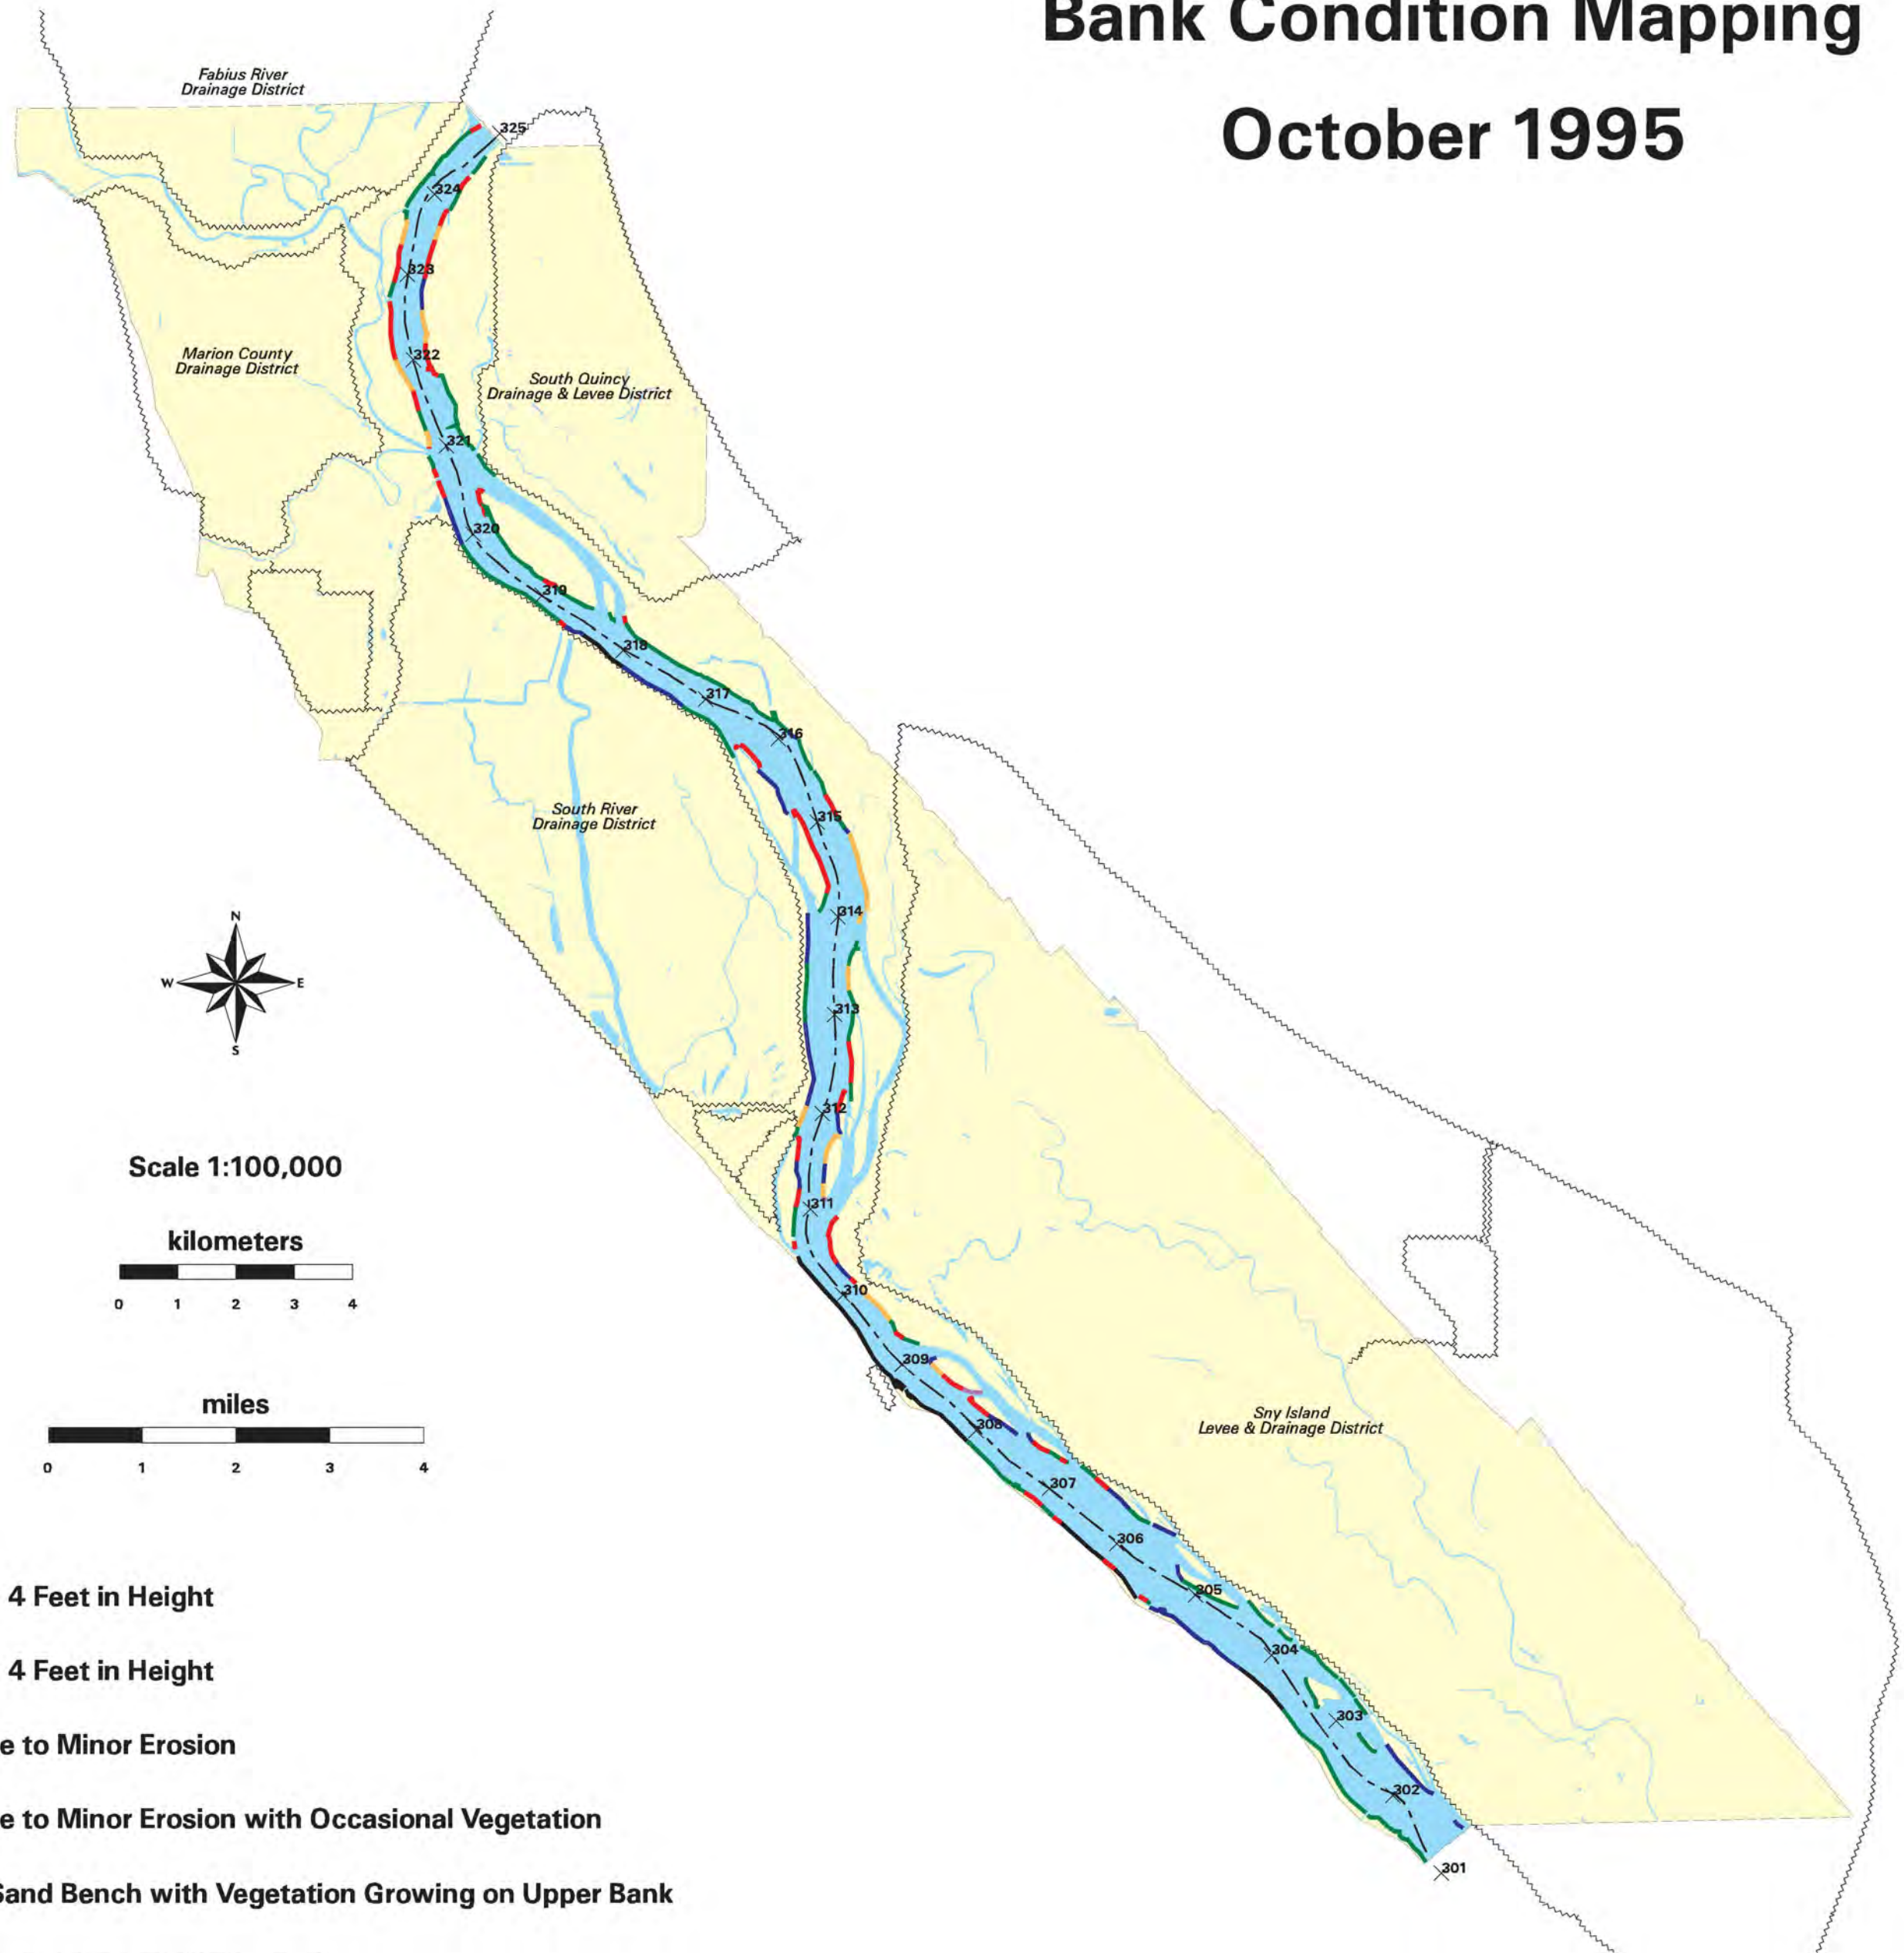 Bank Condition Mapping
October 1995
Fabius River
Drainage District
325
324
323
Marion County
Drainage District
322
South Quincy
Drainage & Levee District
321
320
319
318
317
316
South River
Drainage District
315
314
N
W
E
S
313
312
Scale 1:100,000
311
kilometers
0 1 2 3 4
310
309
miles
0 1 2 3 4
308
Sny Island
Levee & Drainage District
307
306
305
4 Feet in Height
304
4 Feet in Height
303
e to Minor Erosion
302
e to Minor Erosion with Occasional Vegetation
301
Sand Bench with Vegetation Growing on Upper Bank